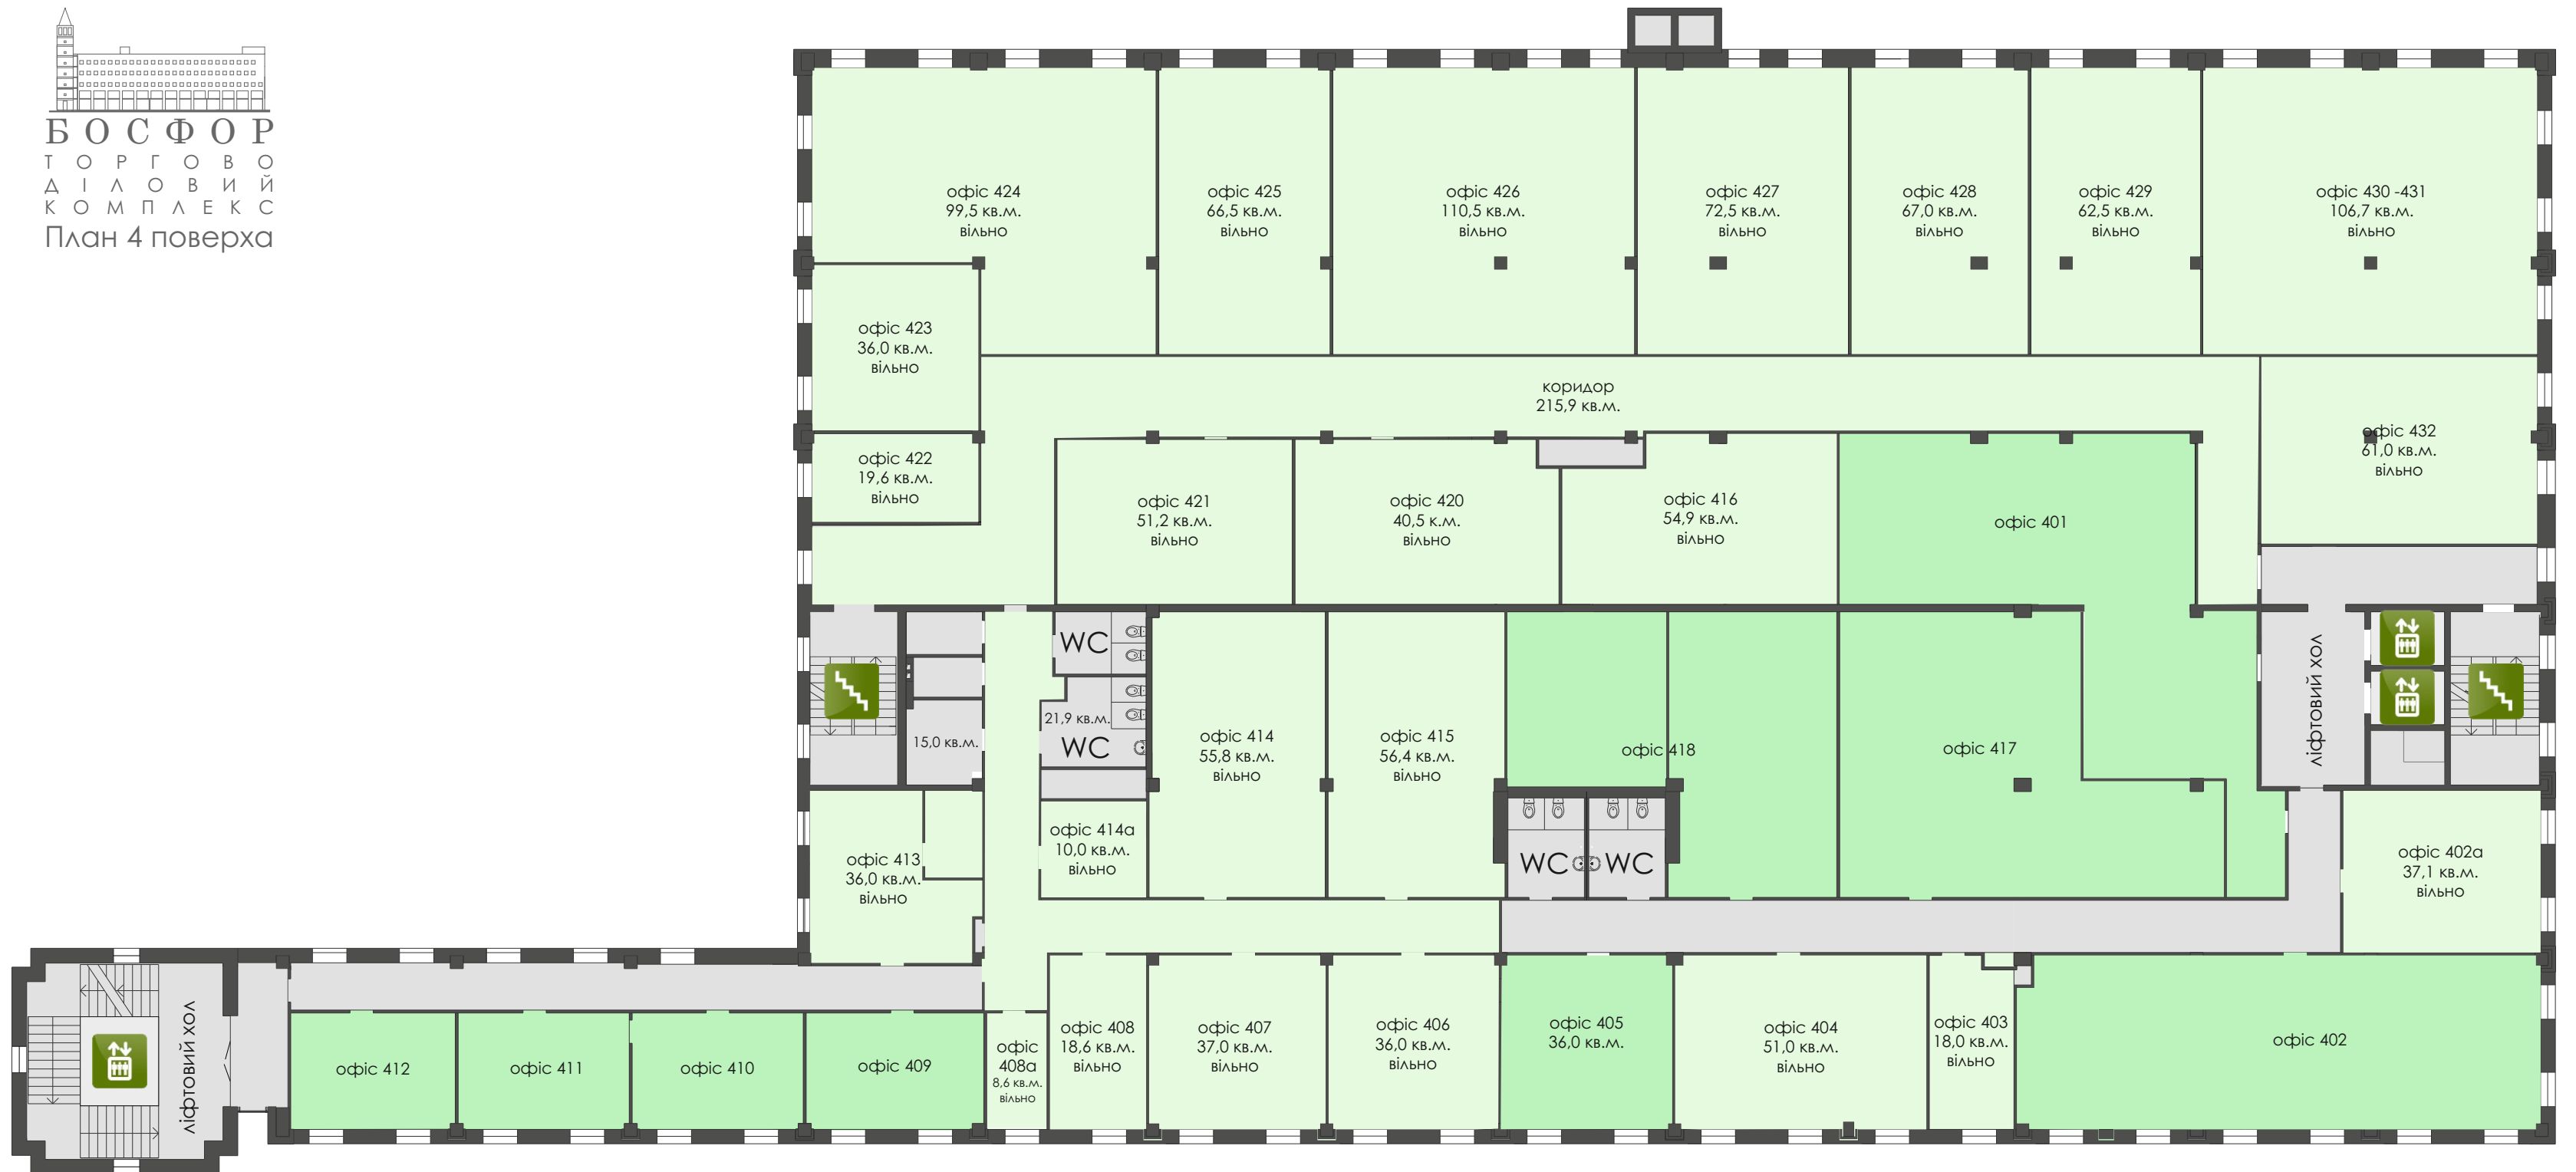 БОСФОР
ТОРГОВО
ДІЛОВИЙ
КОМПЛЕКС
План 4 поверха
офіс 424
99,5 кв.м.
вільно
офіс 425
66,5 кв.м.
вільно
офіс 426
110,5 кв.м.
вільно
офіс 427
72,5 кв.м.
вільно
офіс 428
67,0 кв.м.
вільно
офіс 429
62,5 кв.м.
вільно
офіс 430 -431
106,7 кв.м.
вільно
офіс 423
36,0 кв.м.
вільно
коридор
215,9 кв.м.
офіс 432
61,0 кв.м.
вільно
офіс 422
19,6 кв.м.
вільно
офіс 421
51,2 кв.м.
вільно
офіс 420
40,5 к.м.
вільно
офіс 416
54,9 кв.м.
вільно
офіс 401
WC
21,9 кв.м.
WC
15,0 кв.м.
офіс 414
55,8 кв.м.
вільно
офіс 415
56,4 кв.м.
вільно
офіс 418
офіс 417
ліфтовий хол
офіс 413
36,0 кв.м.
вільно
офіс 414а
10,0 кв.м.
вільно
WC
WC
офіс 402а
37,1 кв.м.
вільно
ліфтовий хол
офіс 412
офіс 411
офіс 410
офіс 409
офіс
408а
8,6 кв.м.
вільно
офіс 408
18,6 кв.м.
вільно
офіс 407
37,0 кв.м.
вільно
офіс 406
36,0 кв.м.
вільно
офіс 405
36,0 кв.м.
офіс 404
51,0 кв.м.
вільно
офіс 403
18,0 кв.м.
вільно
офіс 402